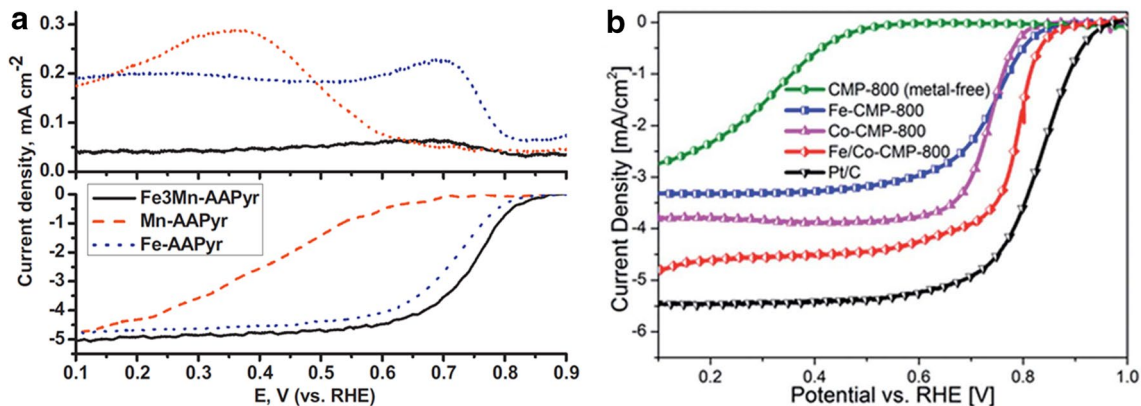 a
0.3
0.2
0.1
0.0
Current density, mA cm-2
0
-1
-2
-3
-4
-5
Fe3Mn-AAPyr
Mn-AAPyr
Fe-AAPyr
0.1 0.2 0.3 0.4 0.5 0.6 0.7 0.8 0.9
E, V (vs. RHE)
b
0
-1
-2
-3
-4
-5
-6
Current Density [mA/cm2]
CMP-800 (metal-free)
Fe-CMP-800
Co-CMP-800
Fe/Co-CMP-800
Pt/C
0.2 0.4 0.6 0.8 1.0
Potential vs. RHE [V]